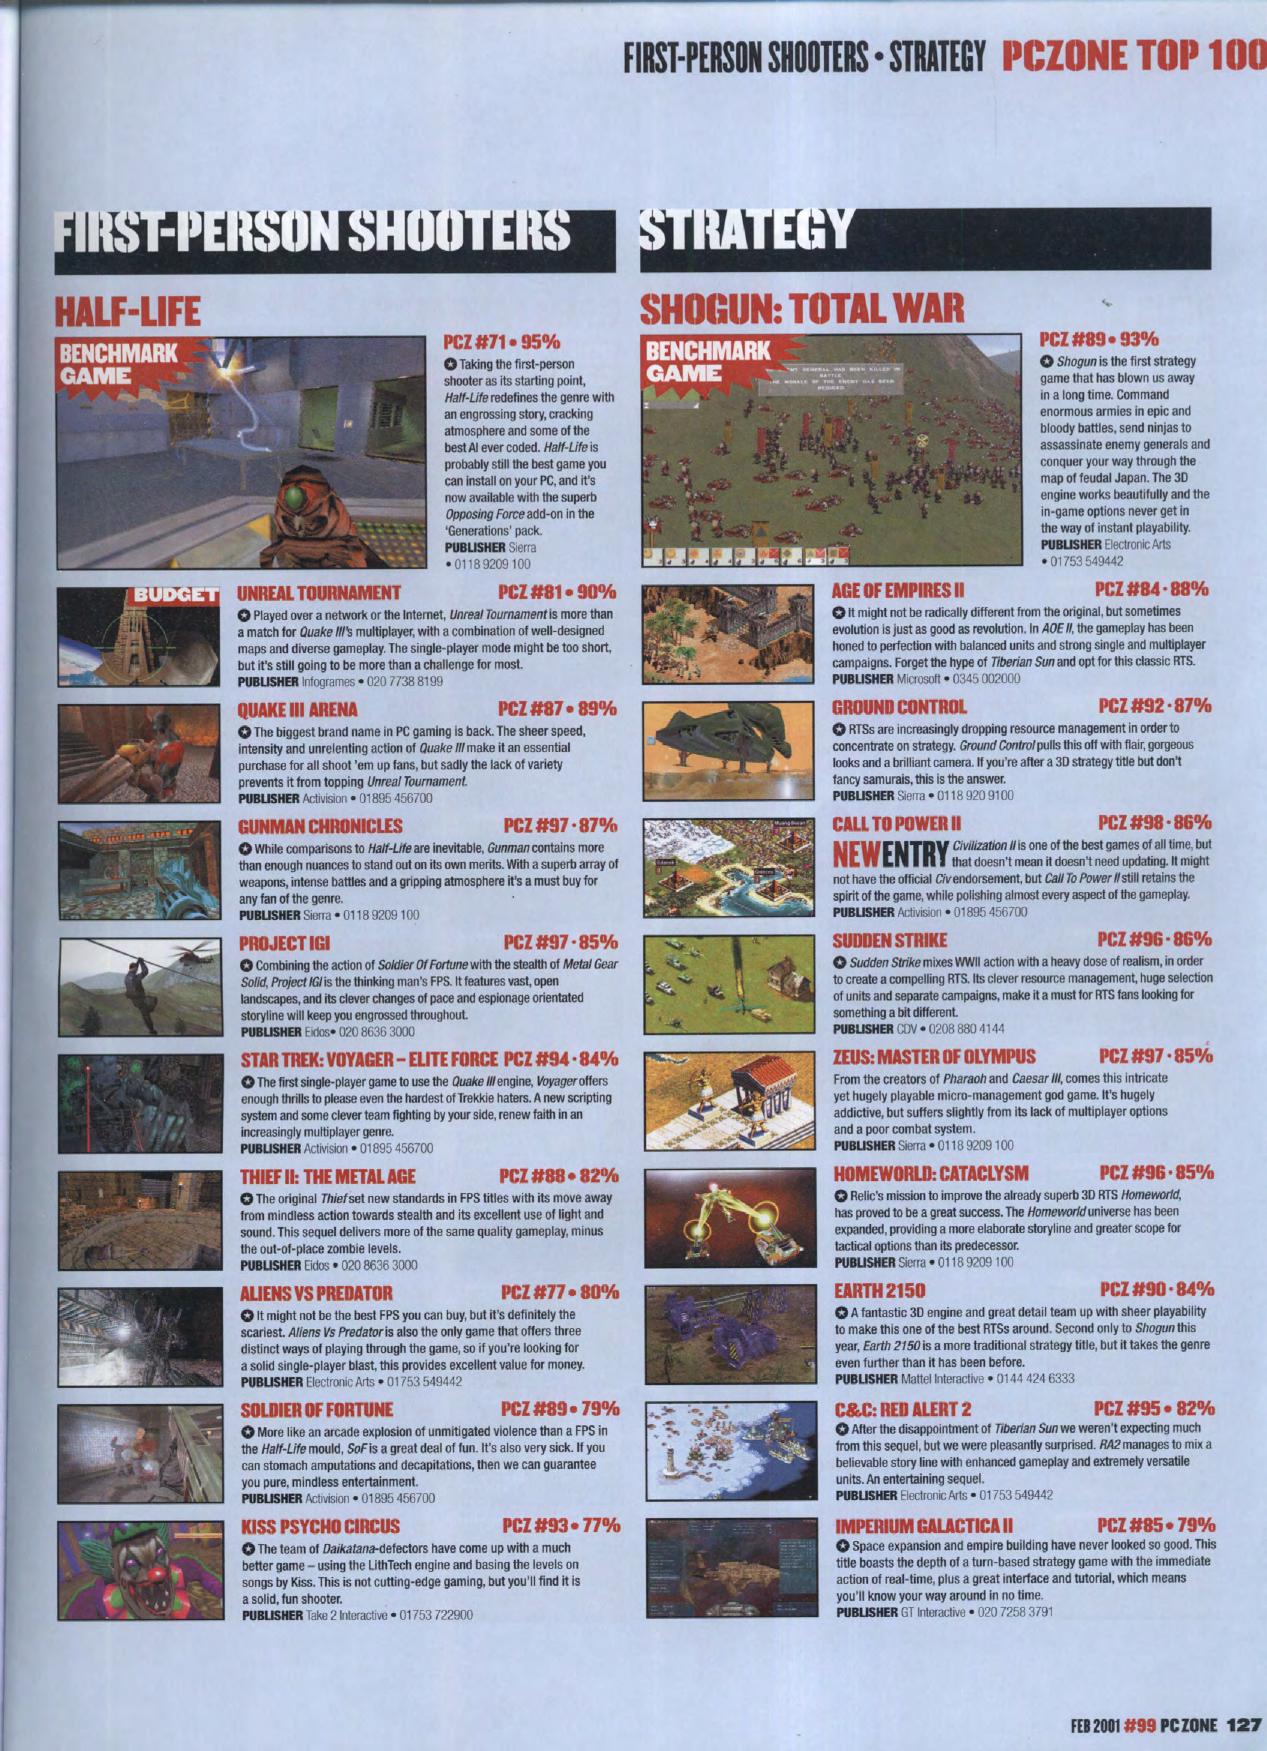 FIRST-PERSON SHOOTERS • STRATEGY PCZONE TOP 100
FIRST-PERSON SHOOTERS
HALF-LIFE
BENCHMARK
GAME
PCZ #71 • 95%
✪ Taking the first-person
shooter as its starting point,
Half-Life redefines the genre with
an engrossing story, cracking
atmosphere and some of the
best AI ever coded. Half-Life is
probably still the best game you
can install on your PC, and it's
now available with the superb
Opposing Force add-on in the
'Generations' pack.
PUBLISHER Sierra
• 0118 9209 100
BUDGET
UNREAL TOURNAMENT PCZ #81 • 90%
✪ Played over a network or the Internet, Unreal Tournament is more than
a match for Quake III's multiplayer, with a combination of well-designed
maps and diverse gameplay. The single-player mode might be too short,
but it's still going to be more than a challenge for most.
PUBLISHER Infogrames • 020 7738 8199
QUAKE III ARENA PCZ #87 • 89%
✪ The biggest brand name in PC gaming is back. The sheer speed,
intensity and unrelenting action of Quake III make it an essential
purchase for all shoot 'em up fans, but sadly the lack of variety
prevents it from topping Unreal Tournament.
PUBLISHER Activision • 01895 456700
GUNMAN CHRONICLES PCZ #97 • 87%
✪ While comparisons to Half-Life are inevitable, Gunman contains more
than enough nuances to stand out on its own merits. With a superb array of
weapons, intense battles and a gripping atmosphere it's a must buy for
any fan of the genre.
PUBLISHER Sierra • 0118 9209 100
PROJECT IGI PCZ #97 • 85%
✪ Combining the action of Soldier Of Fortune with the stealth of Metal Gear
Solid, Project IGI is the thinking man's FPS. It features vast, open
landscapes, and its clever changes of pace and espionage orientated
storyline will keep you engrossed throughout.
PUBLISHER Eidos • 020 8636 3000
STAR TREK: VOYAGER – ELITE FORCE PCZ #94 • 84%
✪ The first single-player game to use the Quake III engine, Voyager offers
enough thrills to please even the hardest of Trekkie haters. A new scripting
system and some clever team fighting by your side, renew faith in an
increasingly multiplayer genre.
PUBLISHER Activision • 01895 456700
THIEF II: THE METAL AGE PCZ #88 • 82%
✪ The original Thief set new standards in FPS titles with its move away
from mindless action towards stealth and its excellent use of light and
sound. This sequel delivers more of the same quality gameplay, minus
the out-of-place zombie levels.
PUBLISHER Eidos • 020 8636 3000
ALIENS VS PREDATOR PCZ #77 • 80%
✪ It might not be the best FPS you can buy, but it's definitely the
scariest. Aliens Vs Predator is also the only game that offers three
distinct ways of playing through the game, so if you're looking for
a solid single-player blast, this provides excellent value for money.
PUBLISHER Electronic Arts • 01753 549442
SOLDIER OF FORTUNE PCZ #89 • 79%
✪ More like an arcade explosion of unmitigated violence than a FPS in
the Half-Life mould, SoF is a great deal of fun. It's also very sick. If you
can stomach amputations and decapitations, then we can guarantee
you pure, mindless entertainment.
PUBLISHER Activision • 01895 456700
KISS PSYCHO CIRCUS PCZ #93 • 77%
✪ The team of Daikatana-defectors have come up with a much
better game – using the LithTech engine and basing the levels on
songs by Kiss. This is not cutting-edge gaming, but you'll find it is
a solid, fun shooter.
PUBLISHER Take 2 Interactive • 01753 722900
STRATEGY
SHOGUN: TOTAL WAR
BENCHMARK
GAME
GENERAL HAS BEEN KILLED IN
BATTLE.
THE MORALE OF THE ENEMY HAS BEEN
REDUCED.
PCZ #89 • 93%
✪ Shogun is the first strategy
game that has blown us away
in a long time. Command
enormous armies in epic and
bloody battles, send ninjas to
assassinate enemy generals and
conquer your way through the
map of feudal Japan. The 3D
engine works beautifully and the
in-game options never get in
the way of instant playability.
PUBLISHER Electronic Arts
• 01753 549442
AGE OF EMPIRES II PCZ #84 • 88%
✪ It might not be radically different from the original, but sometimes
evolution is just as good as revolution. In AOE II, the gameplay has been
honed to perfection with balanced units and strong single and multiplayer
campaigns. Forget the hype of Tiberian Sun and opt for this classic RTS.
PUBLISHER Microsoft • 0345 002000
GROUND CONTROL PCZ #92 • 87%
✪ RTSs are increasingly dropping resource management in order to
concentrate on strategy. Ground Control pulls this off with flair, gorgeous
looks and a brilliant camera. If you're after a 3D strategy title but don't
fancy samurais, this is the answer.
PUBLISHER Sierra • 0118 920 9100
CALL TO POWER II PCZ #98 • 86%
NEW ENTRY Civilization II is one of the best games of all time, but
that doesn't mean it doesn't need updating. It might
not have the official Civ endorsement, but Call To Power II still retains the
spirit of the game, while polishing almost every aspect of the gameplay.
PUBLISHER Activision • 01895 456700
SUDDEN STRIKE PCZ #96 • 86%
✪ Sudden Strike mixes WWII action with a heavy dose of realism, in order
to create a compelling RTS. Its clever resource management, huge selection
of units and separate campaigns, make it a must for RTS fans looking for
something a bit different.
PUBLISHER CDV • 0208 880 4144
ZEUS: MASTER OF OLYMPUS PCZ #97 • 85%
From the creators of Pharaoh and Caesar III, comes this intricate
yet hugely playable micro-management god game. It's hugely
addictive, but suffers slightly from its lack of multiplayer options
and a poor combat system.
PUBLISHER Sierra • 0118 9209 100
HOMEWORLD: CATACLYSM PCZ #96 • 85%
✪ Relic's mission to improve the already superb 3D RTS Homeworld,
has proved to be a great success. The Homeworld universe has been
expanded, providing a more elaborate storyline and greater scope for
tactical options than its predecessor.
PUBLISHER Sierra • 0118 9209 100
EARTH 2150 PCZ #90 • 84%
✪ A fantastic 3D engine and great detail team up with sheer playability
to make this one of the best RTSs around. Second only to Shogun this
year, Earth 2150 is a more traditional strategy title, but it takes the genre
even further than it has been before.
PUBLISHER Mattel Interactive • 0144 424 6333
C&C: RED ALERT 2 PCZ #95 • 82%
✪ After the disappointment of Tiberian Sun we weren't expecting much
from this sequel, but we were pleasantly surprised. RA2 manages to mix a
believable story line with enhanced gameplay and extremely versatile
units. An entertaining sequel.
PUBLISHER Electronic Arts • 01753 549442
IMPERIUM GALACTICA II PCZ #85 • 79%
✪ Space expansion and empire building have never looked so good. This
title boasts the depth of a turn-based strategy game with the immediate
action of real-time, plus a great interface and tutorial, which means
you'll know your way around in no time.
PUBLISHER GT Interactive • 020 7258 3791
FEB 2001 #99 PC ZONE 127